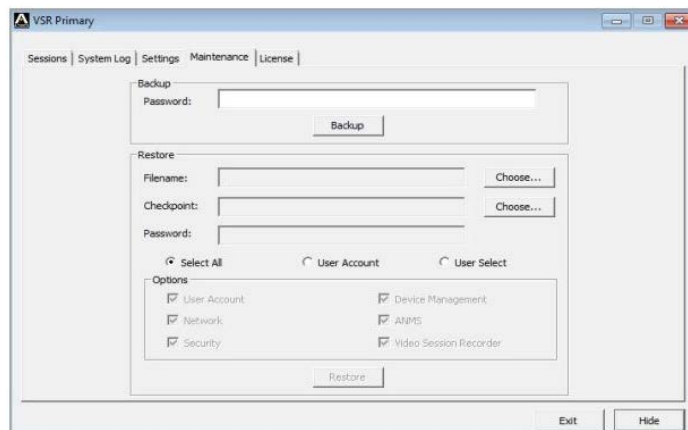 VSR Primary
Sessions System Log Settings Maintenance License
Backup
Password:
Backup
Restore
Filename: Choose...
Checkpoint: Choose...
Password:
Select All User Account User Select
Options
User Account Device Management
Network ANMS
Security Video Session Recorder
Restore
Exit Hide